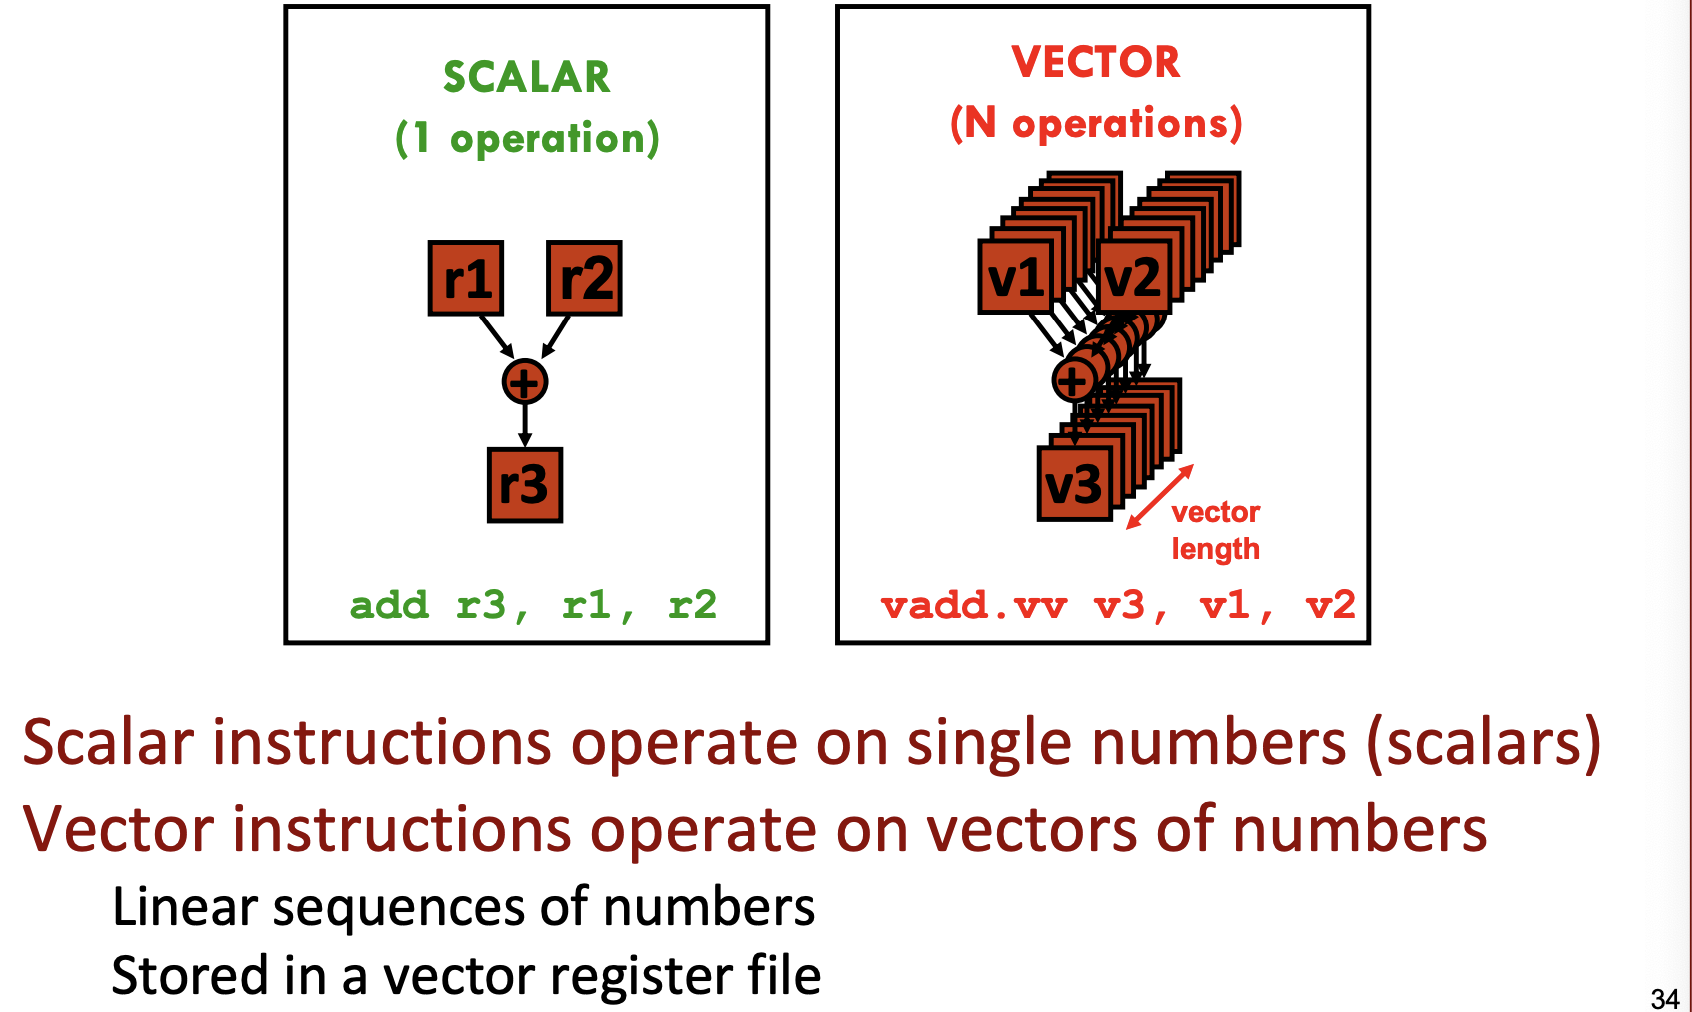 SCALAR
(1 operation)
r1
r2
+
r3
add r3, r1, r2
VECTOR
(N operations)
v1
v2
+
v3
vector
length
vadd.vv v3, v1, v2
Scalar instructions operate on single numbers (scalars)
Vector instructions operate on vectors of numbers
Linear sequences of numbers
Stored in a vector register file
34